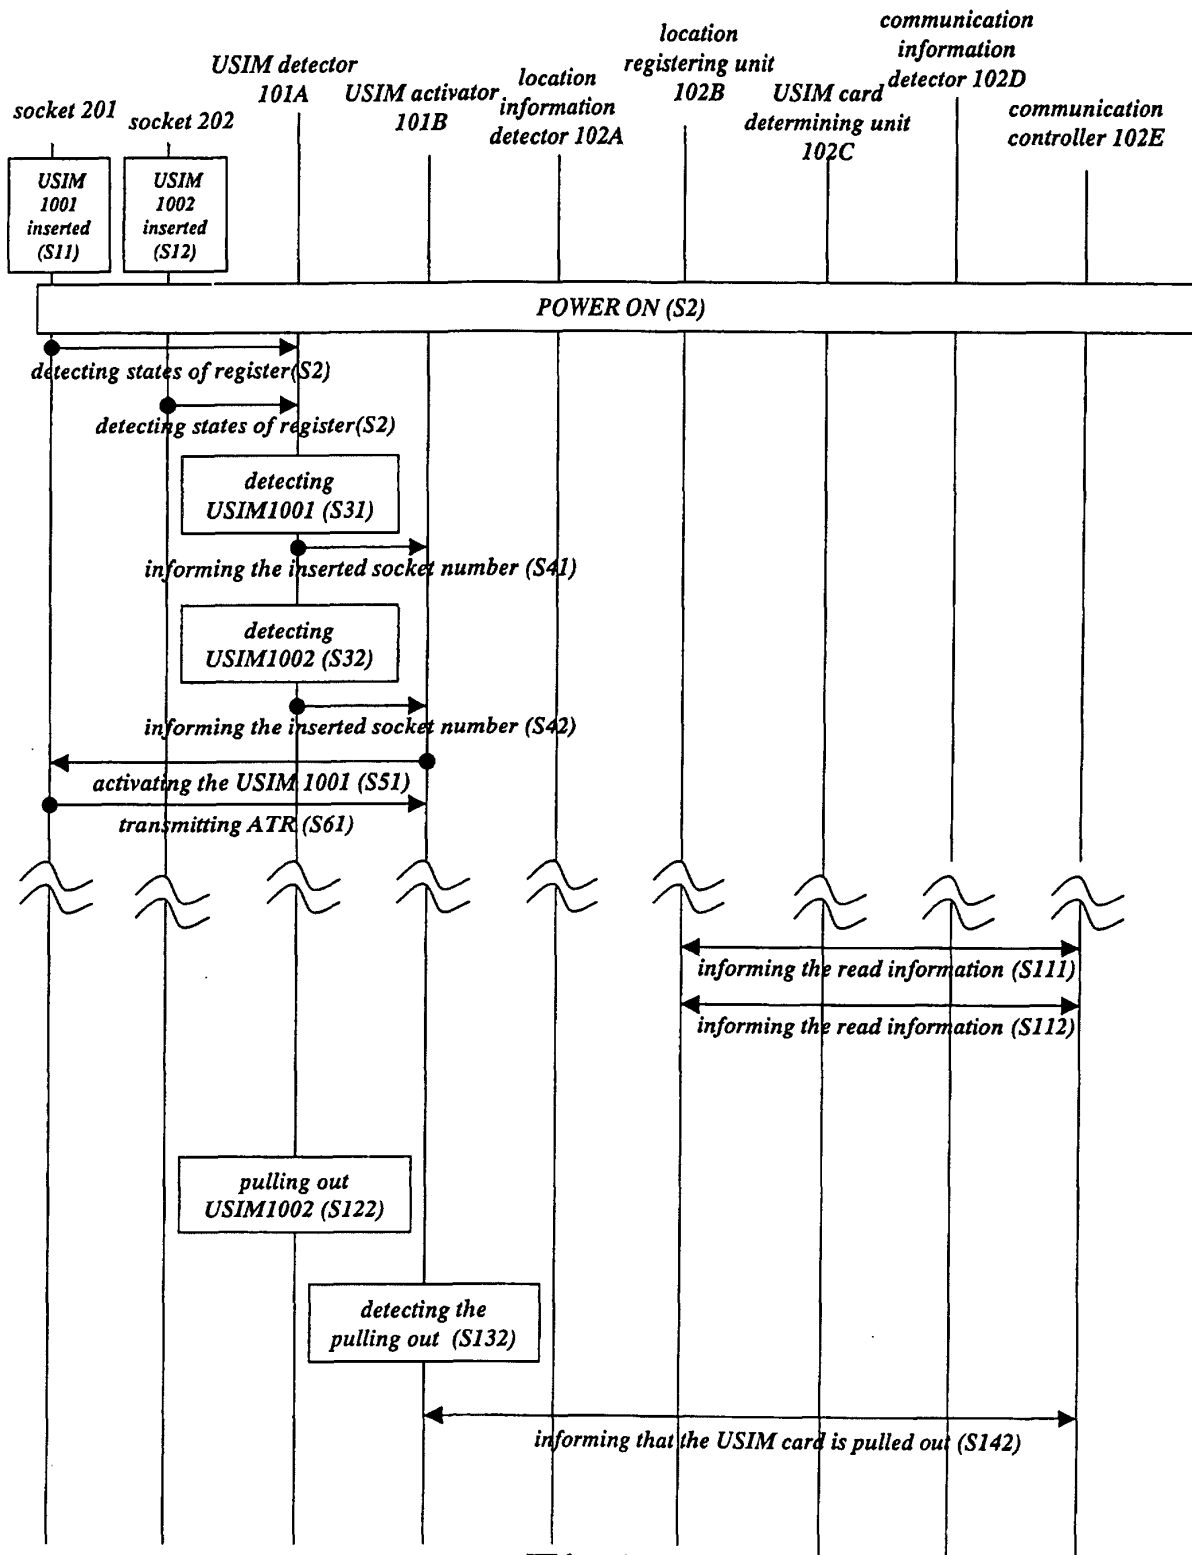 socket 201
socket 202
USIM detector
101A
USIM activator
101B
location
information
detector 102A
location
registering unit
102B
USIM card
determining unit
102C
communication
information
detector 102D
communication
controller 102E
USIM
1001
inserted
(S11)
USIM
1002
inserted
(S12)
POWER ON (S2)
detecting states of register(S2)
detecting states of register(S2)
detecting
USIM1001 (S31)
informing the inserted socket number (S41)
detecting
USIM1002 (S32)
informing the inserted socket number (S42)
activating the USIM 1001 (S51)
transmitting ATR (S61)
informing the read information (S111)
informing the read information (S112)
pulling out
USIM1002 (S122)
detecting the
pulling out (S132)
informing that the USIM card is pulled out (S142)